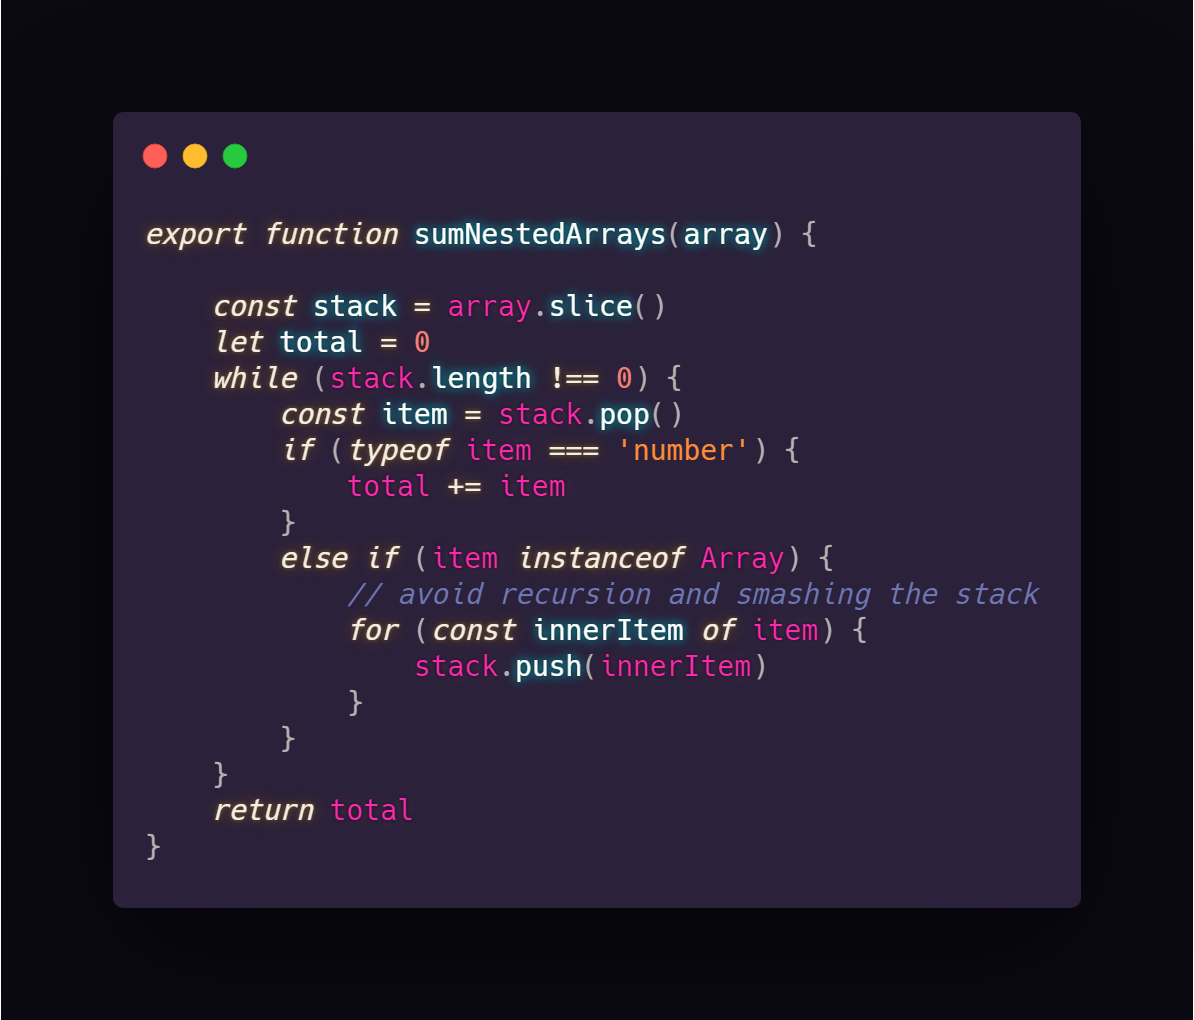 export function sumNestedArrays(array) {

    const stack = array.slice()
    let total = 0
    while (stack.length !== 0) {
        const item = stack.pop()
        if (typeof item === 'number') {
            total += item
        }
        else if (item instanceof Array) {
            // avoid recursion and smashing the stack
            for (const innerItem of item) {
                stack.push(innerItem)
            }
        }
    }
    return total
}